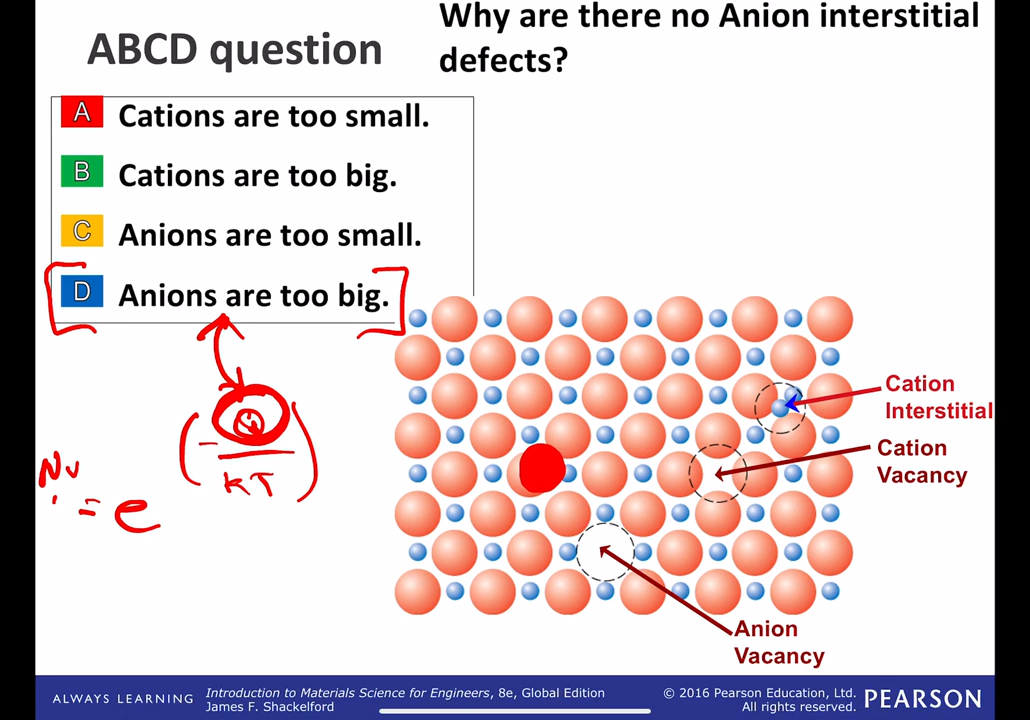 ABCD question
Why are there no Anion interstitial
defects?
A Cations are too small.
B Cations are too big.
C Anions are too small.
D Anions are too big.
Cation
Interstitial
Cation
Vacancy
Anion
Vacancy
Nv = e (- Q / kT)
ALWAYS LEARNING
Introduction to Materials Science for Engineers, 8e, Global Edition
James F. Shackelford
© 2016 Pearson Education, Ltd.
All rights reserved.
PEARSON